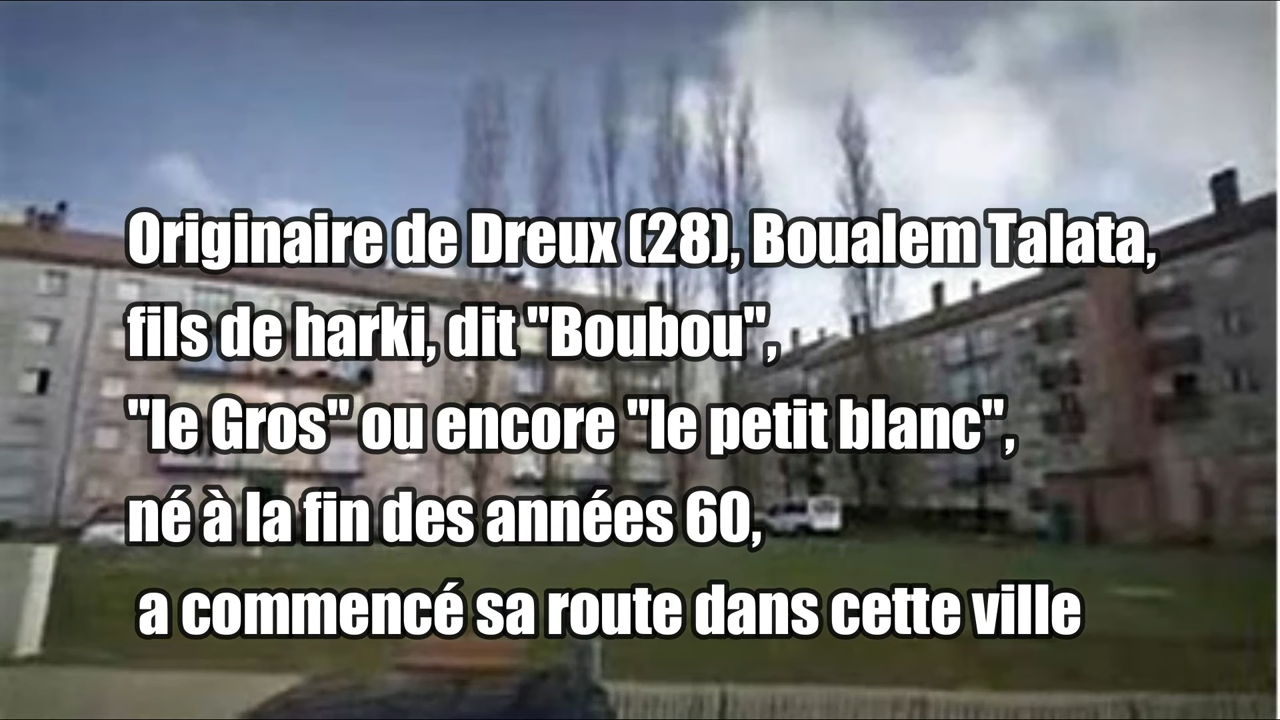 Originaire de Dreux (28), Boualem Talata,
fils de harki, dit "Boubou",
"le Gros" ou encore "le petit blanc",
né à la fin des années 60,
a commencé sa route dans cette ville